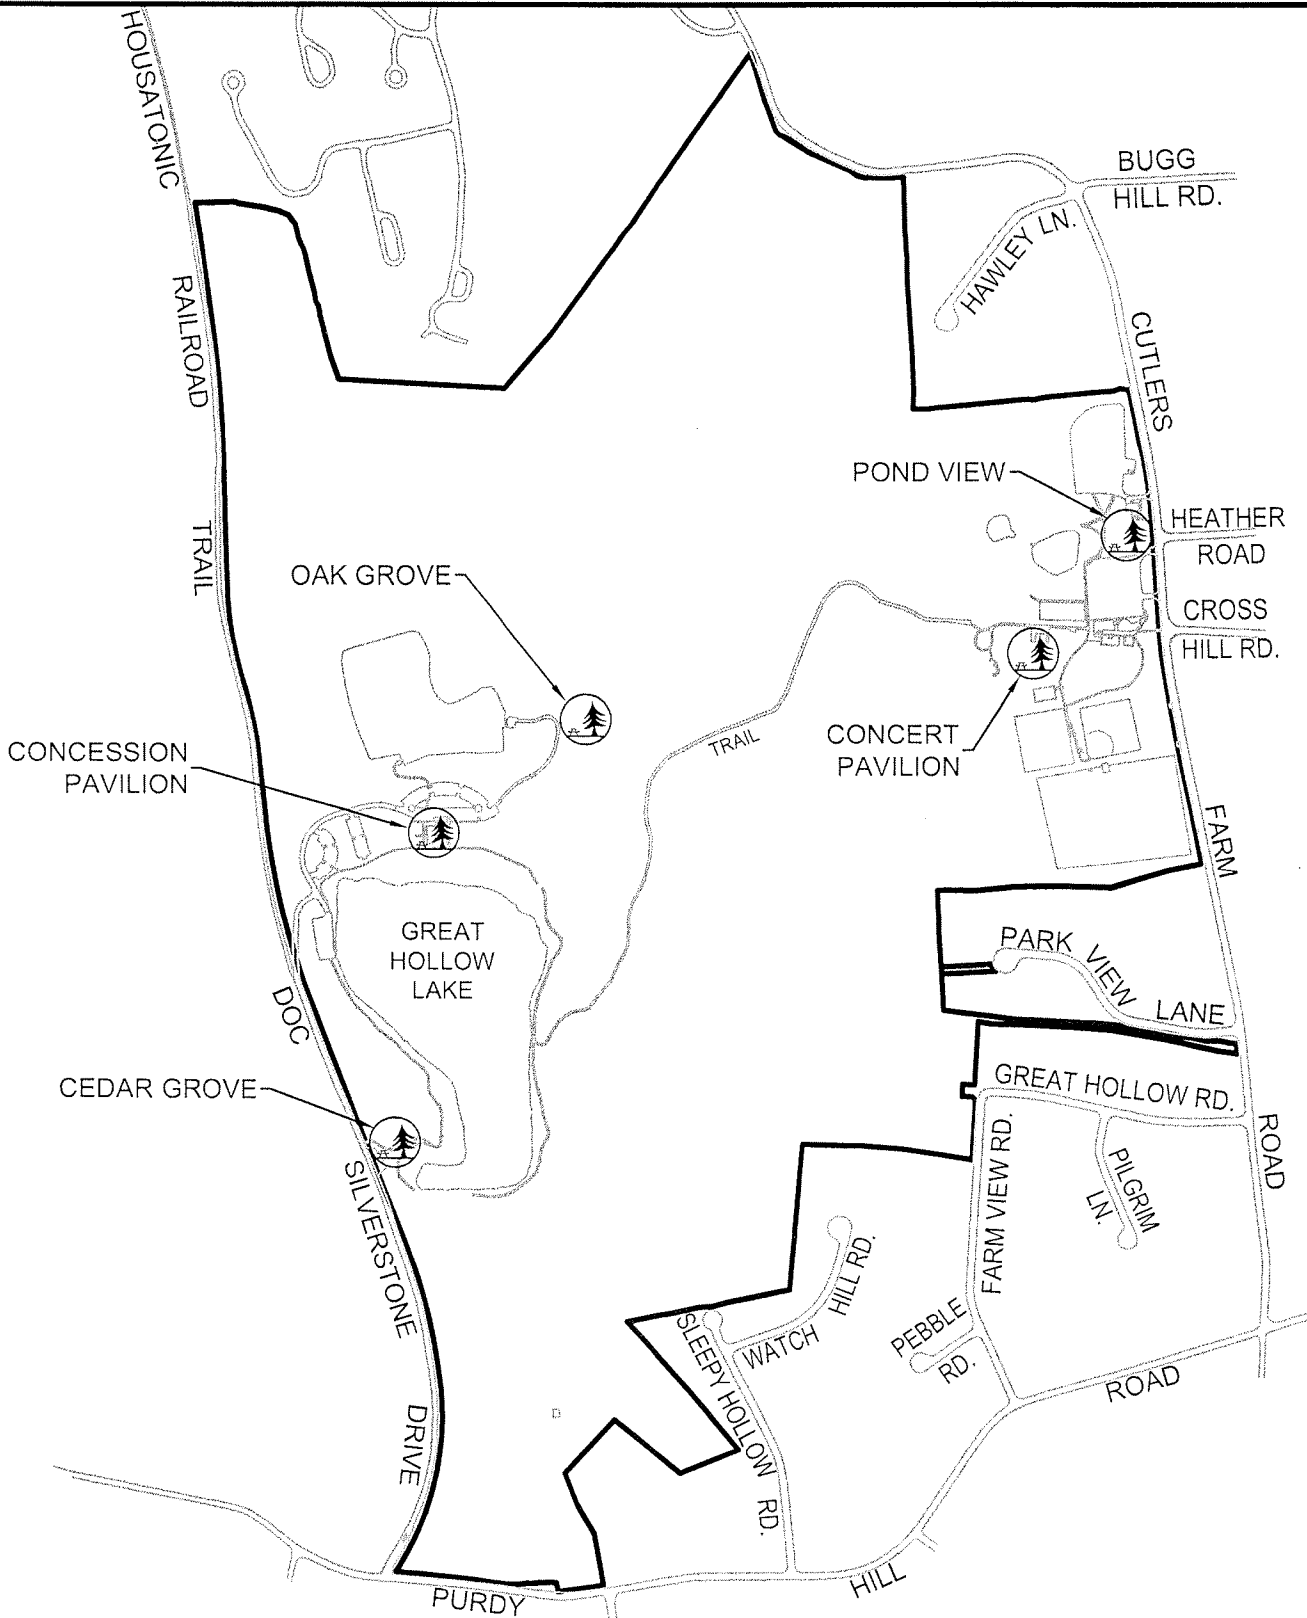 HOUSATONIC
RAILROAD
TRAIL
BUGG
HILL RD.
HAWLEY LN.
CUTLERS
POND VIEW
HEATHER
ROAD
CROSS
HILL RD.
OAK GROVE
CONCESSION
PAVILION
TRAIL
CONCERT
PAVILION
FARM
GREAT
HOLLOW
LAKE
PARK VIEW LANE
DOC
CEDAR GROVE
GREAT HOLLOW RD.
ROAD
SILVERSTONE
FARM VIEW RD.
PILGRIM
LN.
WATCH HILL RD.
SLEEPY HOLLOW RD.
PEBBLE
RD.
DRIVE
PURDY
HILL
ROAD